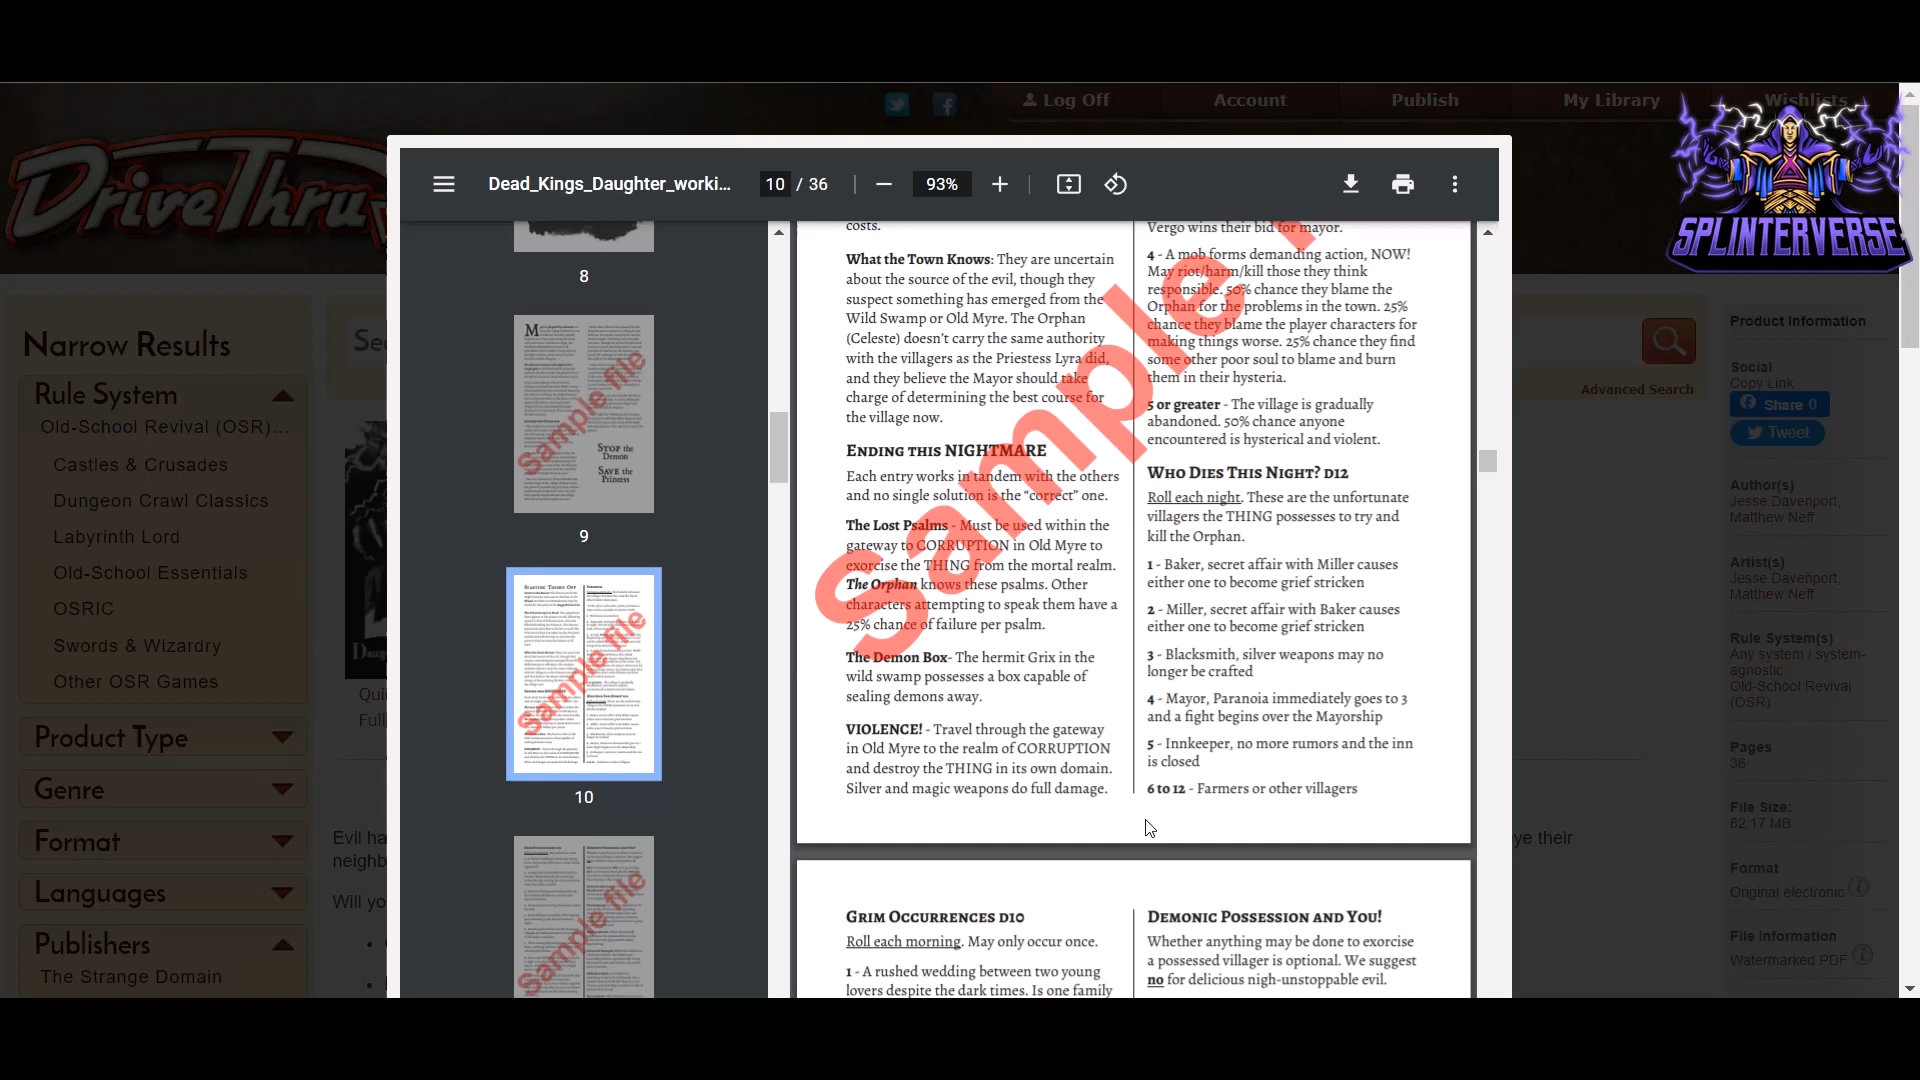 Log Off
Account
Publish
My Library
Wishlists
DriveThru
SPLINTERVERSE
Dead_Kings_Daughter_worki...
10 / 36
93%
8
9
STOP the
Demon
SAVE the
Princess
Sample file
10
Sample file
Sample file
Narrow Results
Rule System
Old-School Revival (OSR)...
Castles & Crusades
Dungeon Crawl Classics
Labyrinth Lord
Old-School Essentials
OSRIC
Swords & Wizardry
Other OSR Games
Product Type
Genre
Format
Languages
Publishers
The Strange Domain
Daug
Qui
Full
Evil ha
neighb
Will yo
costs.
What the Town Knows: They are uncertain
about the source of the evil, though they
suspect something has emerged from the
Wild Swamp or Old Myre. The Orphan
(Celeste) doesn't carry the same authority
with the villagers as the Priestess Lyra did,
and they believe the Mayor should take
charge of determining the best course for
the village now.
ENDING THIS NIGHTMARE
Each entry works in tandem with the others
and no single solution is the “correct” one.
The Lost Psalms - Must be used within the
gateway to CORRUPTION in Old Myre to
exorcise the THING from the mortal realm.
The Orphan knows these psalms. Other
characters attempting to speak them have a
25% chance of failure per psalm.
The Demon Box- The hermit Grix in the
wild swamp possesses a box capable of
sealing demons away.
VIOLENCE! - Travel through the gateway
in Old Myre to the realm of CORRUPTION
and destroy the THING in its own domain.
Silver and magic weapons do full damage.
Vergo wins their bid for mayor.
4 - A mob forms demanding action, NOW!
May riot/harm/kill those they think
responsible. 50% chance they blame the
Orphan for the problems in the town. 25%
chance they blame the player characters for
making things worse. 25% chance they find
some other poor soul to blame and burn
them in their hysteria.
5 or greater - The village is gradually
abandoned. 50% chance anyone
encountered is hysterical and violent.
WHO DIES THIS NIGHT? D12
Roll each night. These are the unfortunate
villagers the THING possesses to try and
kill the Orphan.
1 - Baker, secret affair with Miller causes
either one to become grief stricken
2 - Miller, secret affair with Baker causes
either one to become grief stricken
3 - Blacksmith, silver weapons may no
longer be crafted
4 - Mayor, Paranoia immediately goes to 3
and a fight begins over the Mayorship
5 - Innkeeper, no more rumors and the inn
is closed
6 to 12 - Farmers or other villagers
Sample
GRIM OCCURRENCES D10
Roll each morning. May only occur once.
1 - A rushed wedding between two young
lovers despite the dark times. Is one family
DEMONIC POSSESSION AND YOU!
Whether anything may be done to exorcise
a possessed villager is optional. We suggest
no for delicious nigh-unstoppable evil.
ye their
Advanced Search
Product Information
Social
Copy Link
Share 0
Tweet
Author(s)
Jesse Davenport,
Matthew Neff
Artist(s)
Jesse Davenport,
Matthew Neff
Rule System(s)
Any system / system-
agnostic
Old-School Revival
(OSR)
Pages
36
File Size:
82.17 MB
Format
Original electronic
File Information
Watermarked PDF